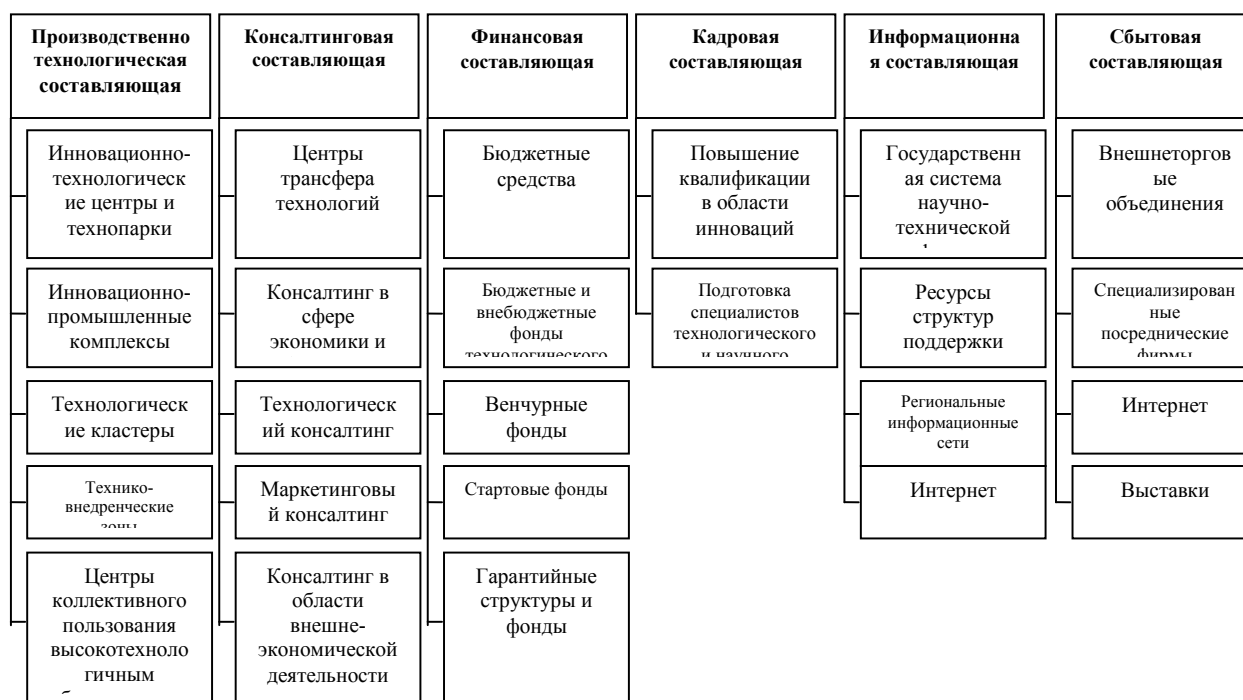 Производственно
технологическая
составляющая
Инновационно-
технологическ
ие центры и
технопарки
Инновационно-
промышленные
комплексы
Технологическ
ие кластеры
Технико-
внедренческие
зоны
Центры
коллективного
пользования
высокотехноло
гичным
Консалтинговая
составляющая
Центры
трансфера
технологий
Консалтинг в
сфере
экономики и
Технологическ
ий консалтинг
Маркетинговы
й консалтинг
Консалтинг в
области
внешне-
экономической
деятельности
Финансовая
составляющая
Бюджетные
средства
Бюджетные и
внебюджетные
фонды
технологического
Венчурные
фонды
Стартовые фонды
Гарантийные
структуры и
фонды
Кадровая
составляющая
Повышение
квалификации
в области
инноваций
Подготовка
специалистов
технологического
и научного
Информационна
я составляющая
Государственн
ая система
научно-
технической
Ресурсы
структур
поддержки
Региональные
информационные
сети
Интернет
Сбытовая
составляющая
Внешнеторгов
ые
объединения
Специализирован
ные
посреднические
фирмы
Интернет
Выставки